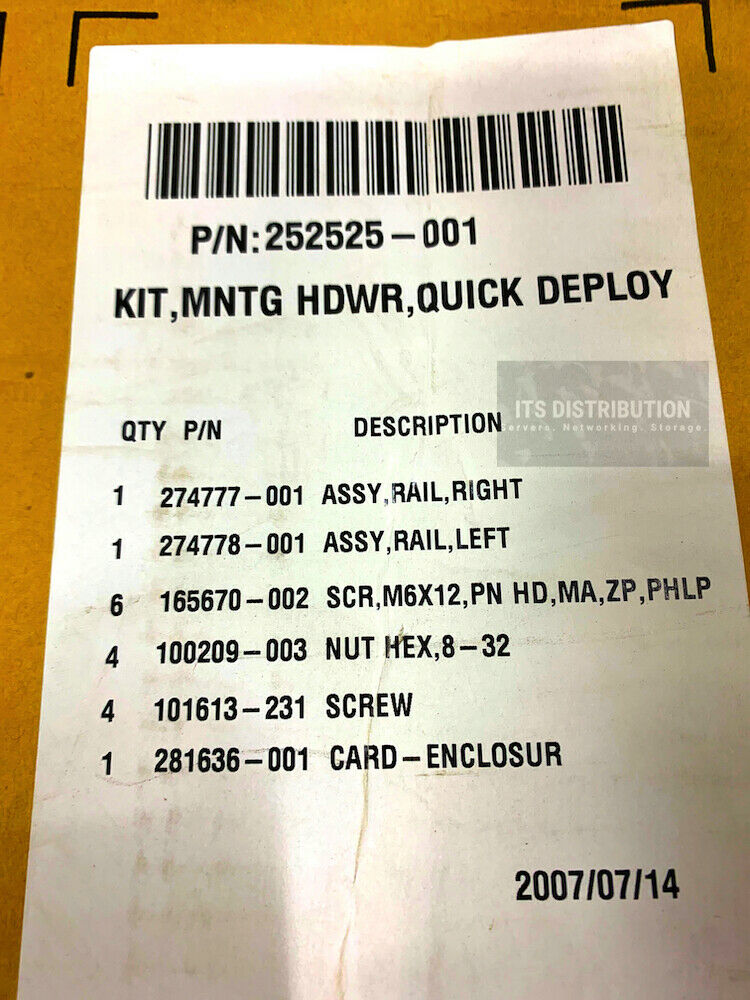 P/N:252525-001
KIT,MNTG HDWR,QUICK DEPLOY
ITS DISTRIBUTION
Servers. Networking. Storage.
QTY P/N DESCRIPTION
1 274777-001 ASSY,RAIL,RIGHT
1 274778-001 ASSY,RAIL,LEFT
6 165670-002 SCR,M6X12,PN HD,MA,ZP,PHLP
4 100209-003 NUT HEX,8-32
4 101613-231 SCREW
1 281636-001 CARD-ENCLOSUR
2007/07/14